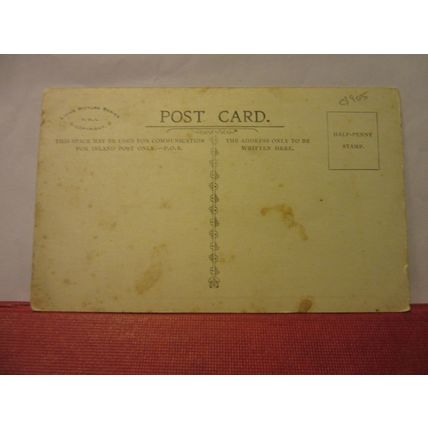 c1905
POST CARD.
THIS SPACE MAY BE USED FOR COMMUNICATION
FOR INLAND POST ONLY.—P.O.R.
THE ADDRESS ONLY TO BE
WRITTEN HERE.
HALF-PENNY
STAMP.